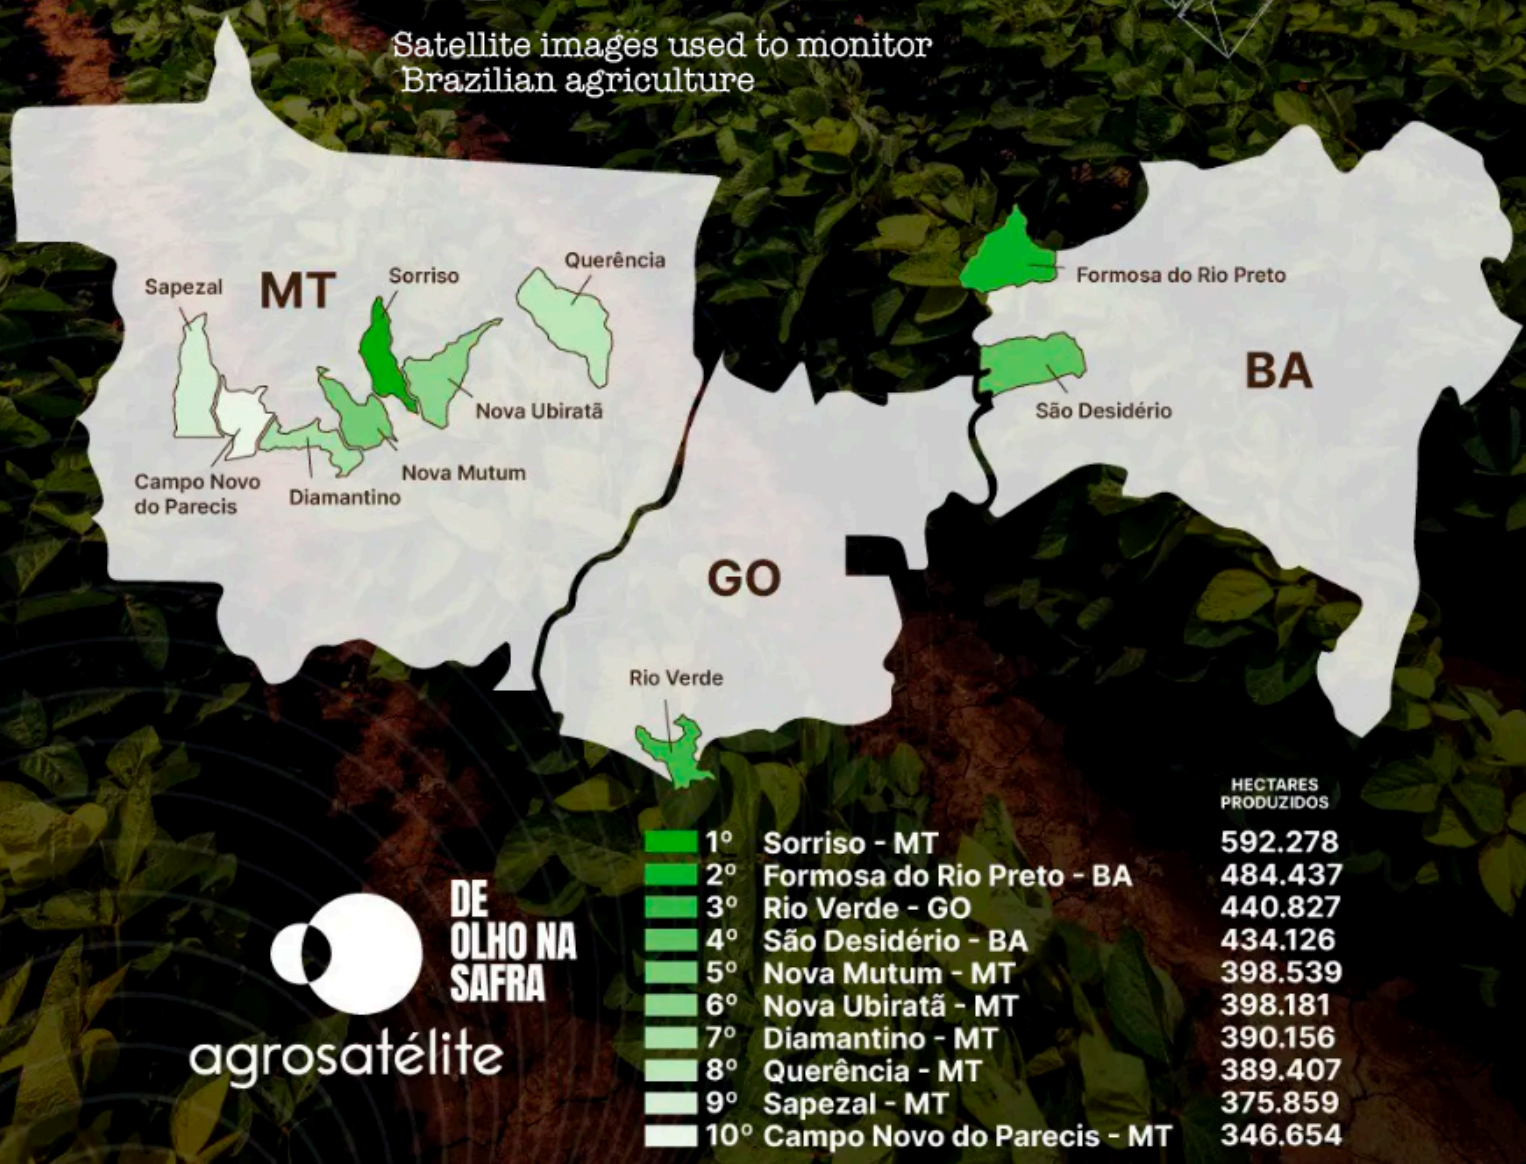 Satellite images used to monitor
Brazilian agriculture
MT
Sapezal
Sorriso
Querência
Nova Ubiratã
Nova Mutum
Diamantino
Campo Novo
do Parecis
Formosa do Rio Preto
BA
São Desidério
GO
Rio Verde
HECTARES
PRODUZIDOS
1º Sorriso - MT 592.278
2º Formosa do Rio Preto - BA 484.437
3º Rio Verde - GO 440.827
4º São Desidério - BA 434.126
5º Nova Mutum - MT 398.539
6º Nova Ubiratã - MT 398.181
7º Diamantino - MT 390.156
8º Querência - MT 389.407
9º Sapezal - MT 375.859
10º Campo Novo do Parecis - MT 346.654
DE
OLHO NA
SAFRA
agrosatélite